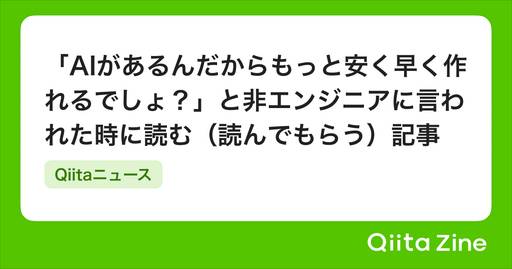 「AIがあるんだからもっと安く早く作
れるでしょ？」と非エンジニアに言わ
れた時に読む（読んでもらう）記事
Qiitaニュース
Qiita Zine